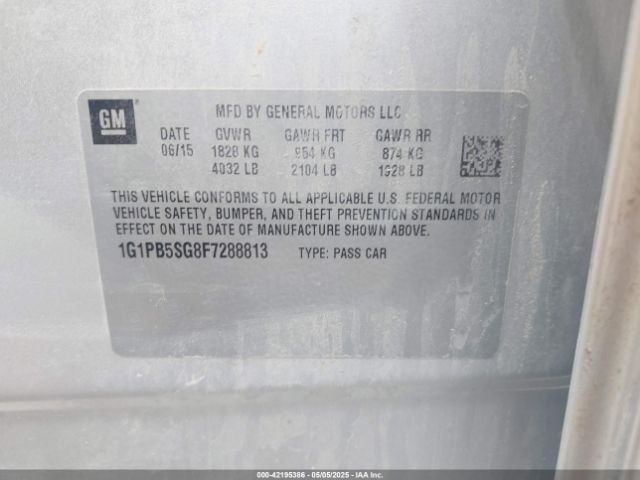 GM
MFD BY GENERAL MOTORS LLC
DATE GVWR GAWR FRT GAWR RR
06/15 1828 KG 954 KG 874 KG
4032 LB 2104 LB 1928 LB
THIS VEHICLE CONFORMS TO ALL APPLICABLE U.S. FEDERAL MOTOR
VEHICLE SAFETY, BUMPER, AND THEFT PREVENTION STANDARDS IN
EFFECT ON THE DATE OF MANUFACTURE SHOWN ABOVE.
1G1PB5SG8F7288813 TYPE: PASS CAR
000-42195386 - 05/05/2025 - IAA Inc.